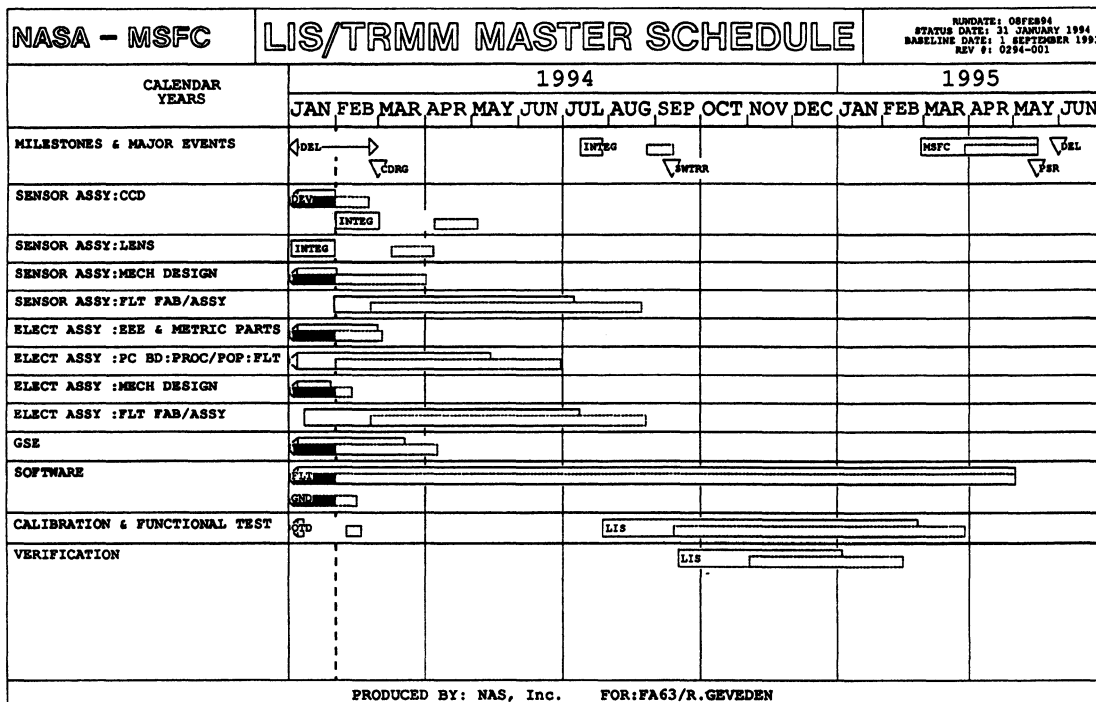 NASA - MSFC
LIS/TRMM MASTER SCHEDULE
RUNDATE: 08FEB94
STATUS DATE: 31 JANUARY 1994
BASELINE DATE: 1 SEPTEMBER 199
REV #: 0294-001
CALENDAR
YEARS
1994
1995
JAN FEB MAR APR MAY JUN JUL AUG SEP OCT NOV DEC JAN FEB MAR APR MAY JUN
MILESTONES & MAJOR EVENTS
DEL
INTEG
MSFC
DEL
CDRG
SWTRR
PSR
SENSOR ASSY:CCD
DEV
INTEG
SENSOR ASSY:LENS
INTEG
SENSOR ASSY:MECH DESIGN
SENSOR ASSY:FLT FAB/ASSY
ELECT ASSY :EEE & METRIC PARTS
ELECT ASSY :PC BD:PROC/POP:FLT
ELECT ASSY :MECH DESIGN
ELECT ASSY :FLT FAB/ASSY
GSE
SOFTWARE
FLT
GND
CALIBRATION & FUNCTIONAL TEST
LIS
VERIFICATION
LIS
PRODUCED BY: NAS, Inc. FOR:FA63/R.GEVEDEN